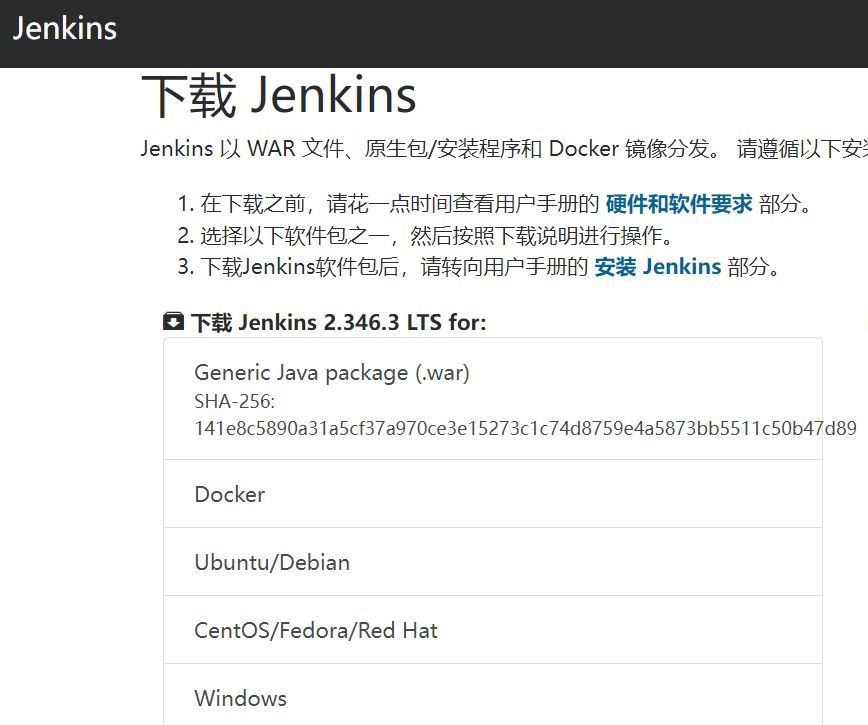 Jenkins
下载 Jenkins
Jenkins 以 WAR 文件、原生包/安装程序和 Docker 镜像分发。 请遵循以下安
1. 在下载之前，请花一点时间查看用户手册的 硬件和软件要求 部分。
2. 选择以下软件包之一，然后按照下载说明进行操作。
3. 下载Jenkins软件包后，请转向用户手册的 安装 Jenkins 部分。
下载 Jenkins 2.346.3 LTS for:
Generic Java package (.war)
SHA-256:
141e8c5890a31a5cf37a970ce3e15273c1c74d8759e4a5873bb5511c50b47d89
Docker
Ubuntu/Debian
CentOS/Fedora/Red Hat
Windows